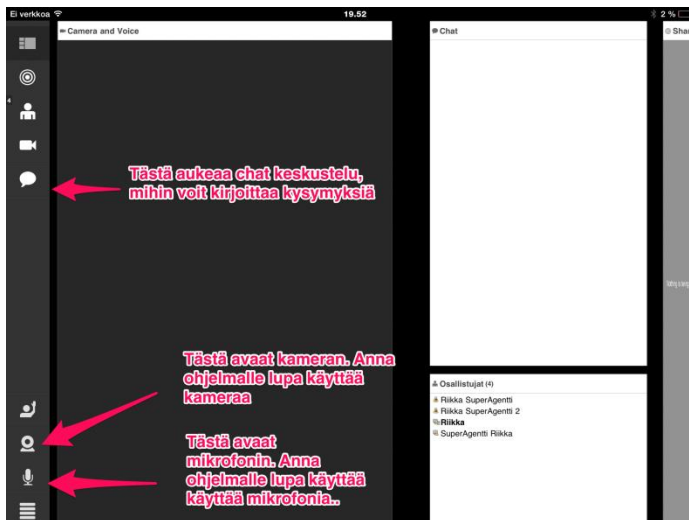 Ei verkkoa 19.52 2 %
Camera and Voice
Chat
Shar
4
Tästä aukeaa chat keskustelu,
mihin voit kirjoittaa kysymyksiä
Tästä avaat kameran. Anna
ohjelmalle lupa käyttää
kameraa
Osallistujat (4)
Riikka SuperAgentti
Riikka SuperAgentti 2
Riikka
SuperAgentti Riikka
Tästä avaat
mikrofonin. Anna
ohjelmalle lupa käyttää
käyttää mikrofonia..